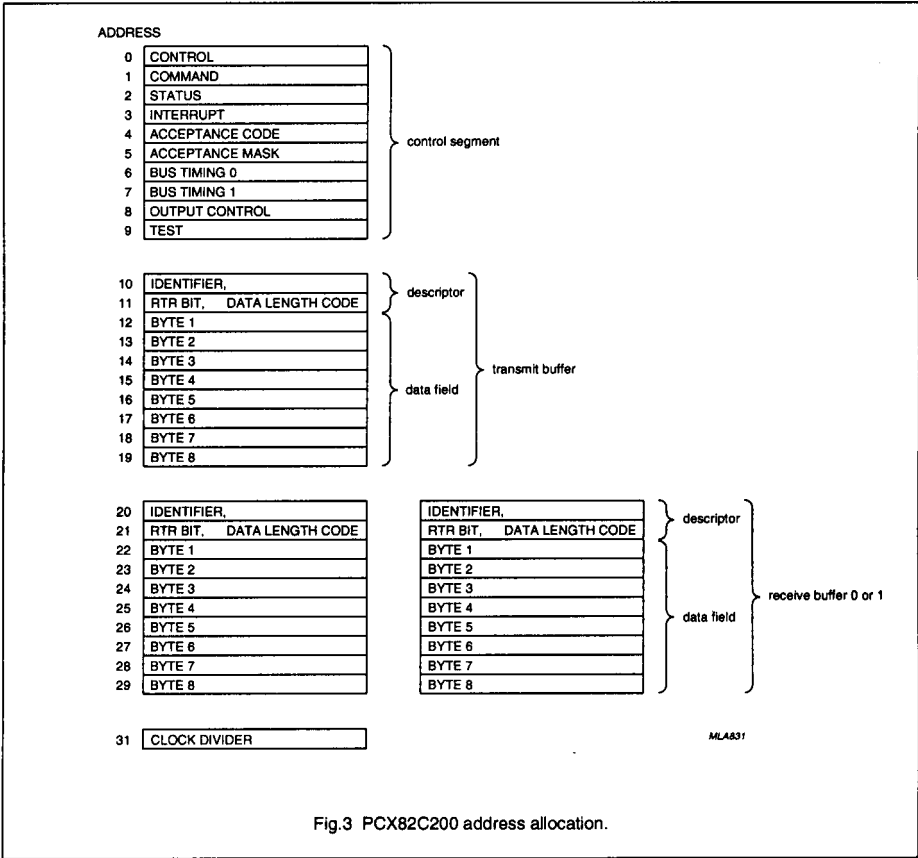 ADDRESS
0 CONTROL
1 COMMAND
2 STATUS
3 INTERRUPT
4 ACCEPTANCE CODE
5 ACCEPTANCE MASK
6 BUS TIMING 0
7 BUS TIMING 1
8 OUTPUT CONTROL
9 TEST
control segment
10 IDENTIFIER,
11 RTR BIT, DATA LENGTH CODE
12 BYTE 1
13 BYTE 2
14 BYTE 3
15 BYTE 4
16 BYTE 5
17 BYTE 6
18 BYTE 7
19 BYTE 8
descriptor
data field
transmit buffer
20 IDENTIFIER, IDENTIFIER,
21 RTR BIT, DATA LENGTH CODE RTR BIT, DATA LENGTH CODE
22 BYTE 1 BYTE 1
23 BYTE 2 BYTE 2
24 BYTE 3 BYTE 3
25 BYTE 4 BYTE 4
26 BYTE 5 BYTE 5
27 BYTE 6 BYTE 6
28 BYTE 7 BYTE 7
29 BYTE 8 BYTE 8
descriptor
data field
receive buffer 0 or 1
31 CLOCK DIVIDER
MLA831
Fig.3 PCX82C200 address allocation.